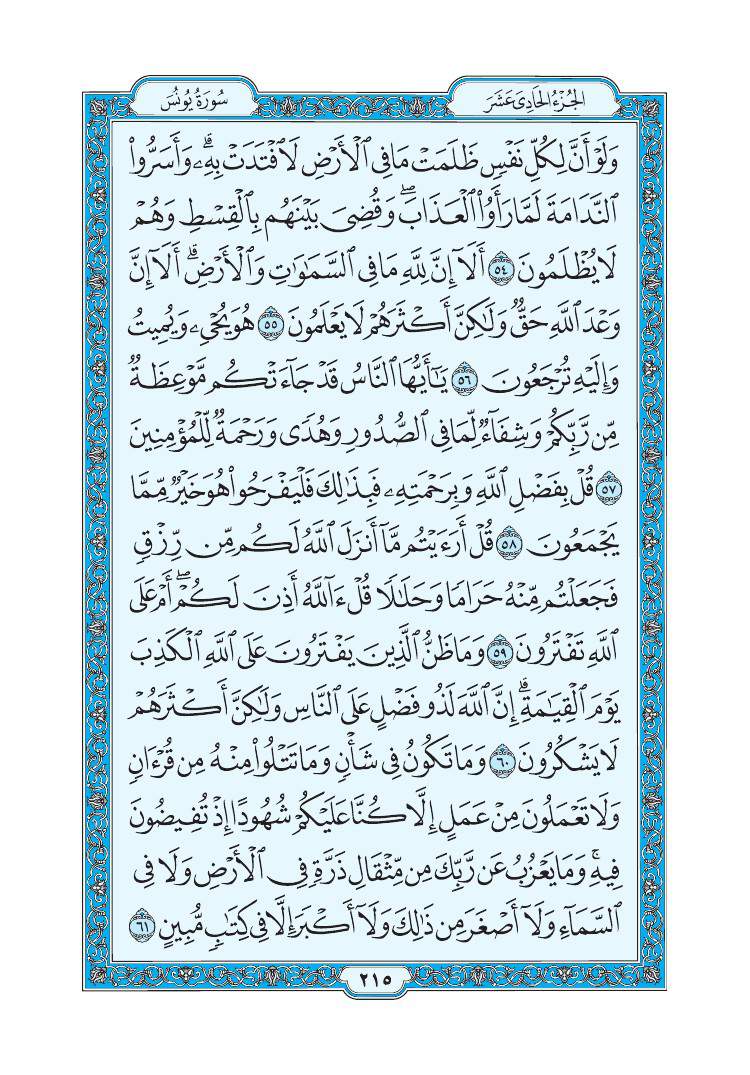 الجُزْءُ الحَادِىَ عَشَرَ
سُورَةُ يُونُسَ
وَلَوْ أَنَّ لِكُلِّ نَفْسٍ ظَلَمَتْ مَا فِى ٱلْأَرْضِ لَٱفْتَدَتْ بِهِۦۗ وَأَسَرُّوا۟
ٱلنَّدَامَةَ لَمَّا رَأَوُا۟ ٱلْعَذَابَۖ وَقُضِىَ بَيْنَهُم بِٱلْقِسْطِ وَهُمْ
لَا يُظْلَمُونَ ٥٤ أَلَآ إِنَّ لِلَّهِ مَا فِى ٱلسَّمَٰوَٰتِ وَٱلْأَرْضِۗ أَلَآ إِنَّ
وَعْدَ ٱللَّهِ حَقٌّ وَلَٰكِنَّ أَكْثَرَهُمْ لَا يَعْلَمُونَ ٥٥ هُوَ يُحْىِۦ وَيُمِيتُ
وَإِلَيْهِ تُرْجَعُونَ ٥٦ يَٰٓأَيُّهَا ٱلنَّاسُ قَدْ جَآءَتْكُم مَّوْعِظَةٌ
مِّن رَّبِّكُمْ وَشِفَآءٌ لِّمَا فِى ٱلصُّدُورِ وَهُدًى وَرَحْمَةٌ لِّلْمُؤْمِنِينَ
٥٧ قُلْ بِفَضْلِ ٱللَّهِ وَبِرَحْمَتِهِۦ فَبِذَٰلِكَ فَلْيَفْرَحُوا۟ هُوَ خَيْرٌ مِّمَّا
يَجْمَعُونَ ٥٨ قُلْ أَرَءَيْتُم مَّآ أَنزَلَ ٱللَّهُ لَكُم مِّن رِّزْقٍ
فَجَعَلْتُم مِّنْهُ حَرَامًا وَحَلَٰلًا قُلْ ءَآللَّهُ أَذِنَ لَكُمْۖ أَمْ عَلَى
ٱللَّهِ تَفْتَرُونَ ٥٩ وَمَا ظَنُّ ٱلَّذِينَ يَفْتَرُونَ عَلَى ٱللَّهِ ٱلْكَذِبَ
يَوْمَ ٱلْقِيَٰمَةِۗ إِنَّ ٱللَّهَ لَذُو فَضْلٍ عَلَى ٱلنَّاسِ وَلَٰكِنَّ أَكْثَرَهُمْ
لَا يَشْكُرُونَ ٦٠ وَمَا تَكُونُ فِى شَأْنٍ وَمَا تَتْلُوا۟ مِنْهُ مِن قُرْءَانٍ
وَلَا تَعْمَلُونَ مِنْ عَمَلٍ إِلَّا كُنَّا عَلَيْكُمْ شُهُودًا إِذْ تُفِيضُونَ
فِيهِۚ وَمَا يَعْزُبُ عَن رَّبِّكَ مِن مِّثْقَالِ ذَرَّةٍ فِى ٱلْأَرْضِ وَلَا فِى
ٱلسَّمَآءِ وَلَآ أَصْغَرَ مِن ذَٰلِكَ وَلَآ أَكْبَرَ إِلَّا فِى كِتَٰبٍ مُّبِينٍ ٦١
٢١٥